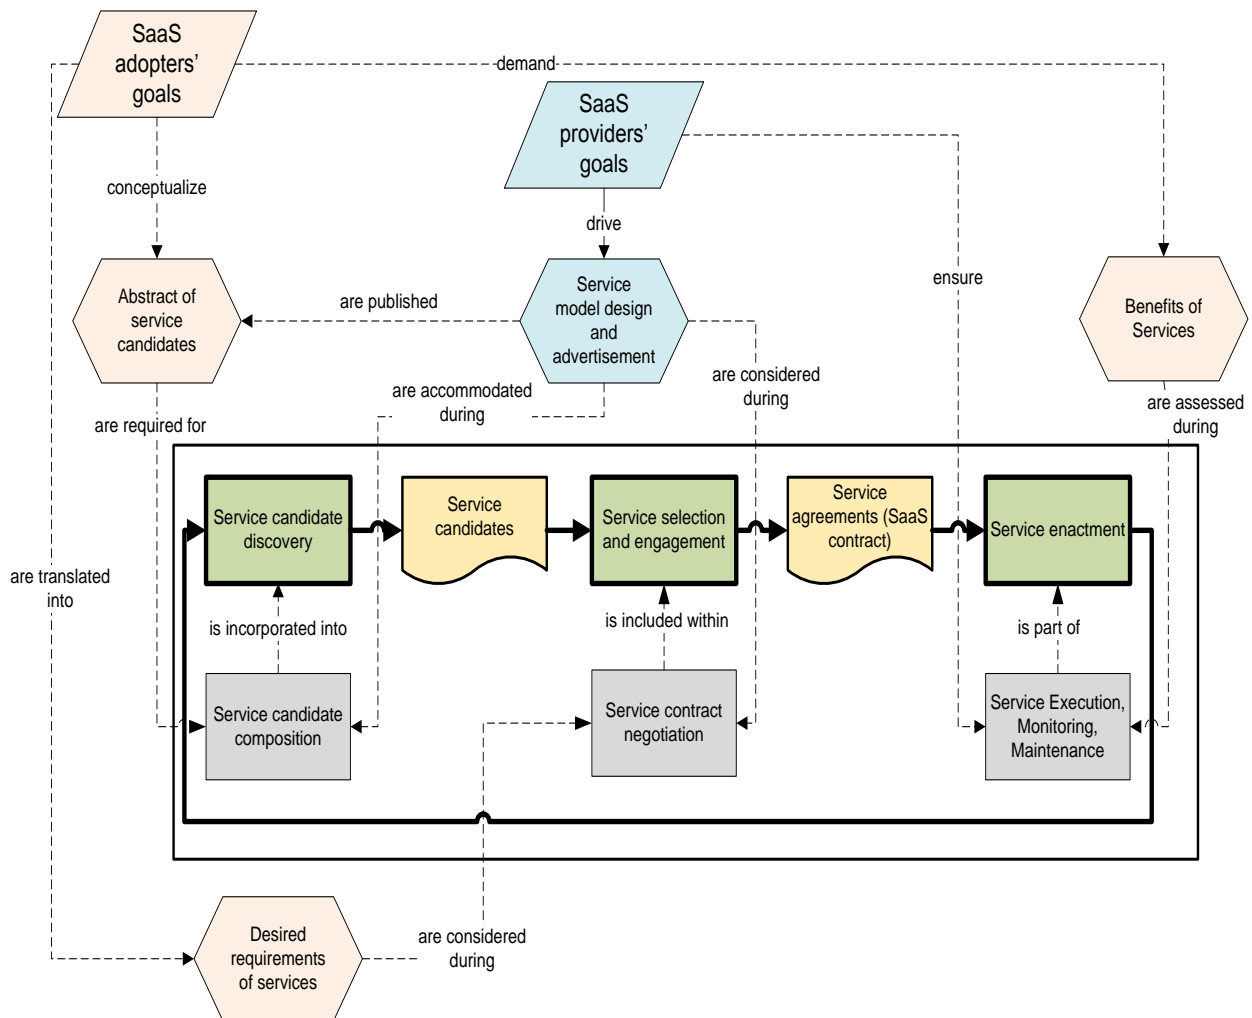 SaaS
adopters’
goals
demand
SaaS
providers’
goals
conceptualize
drive
ensure
Abstract of
service
candidates
are published
Service
model design
and
advertisement
Benefits of
Services
are accommodated
during
are considered
during
are assessed
during
are required for
Service candidate
discovery
Service
candidates
Service selection
and engagement
Service
agreements (SaaS
contract)
Service enactment
are translated
into
is incorporated into
is included within
is part of
Service candidate
composition
Service contract
negotiation
Service Execution,
Monitoring,
Maintenance
Desired
requirements
of services
are considered
during